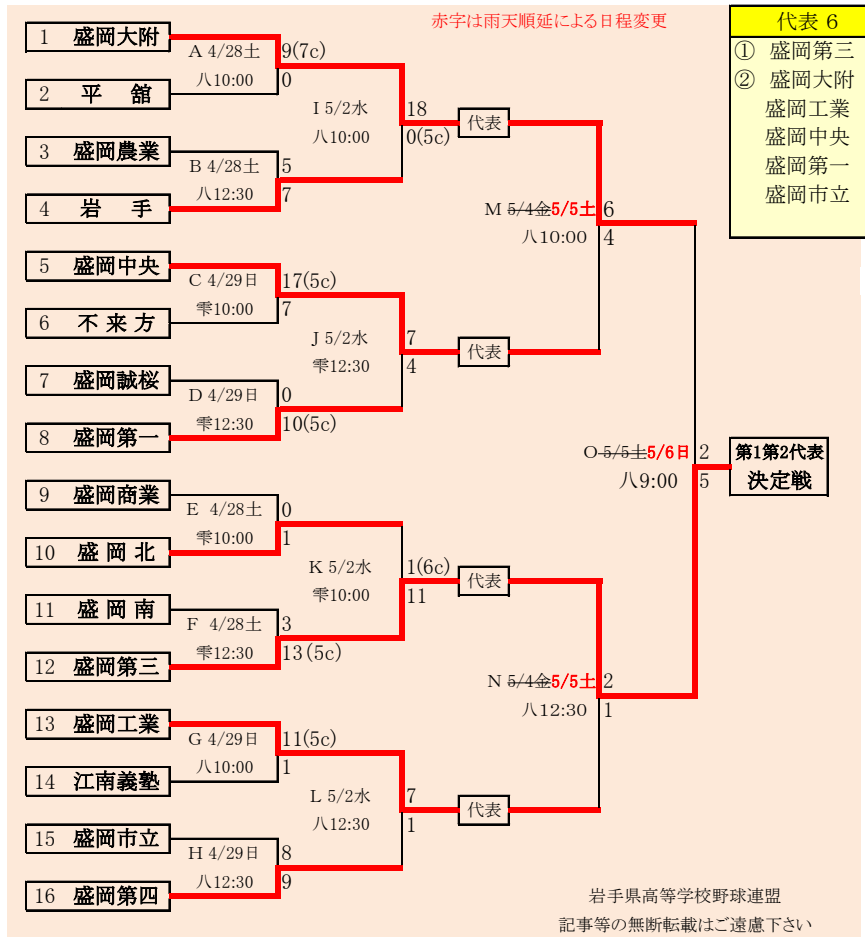 赤字は雨天順延による日程変更
代表 6
① 盛岡第三
② 盛岡大附
盛岡工業
盛岡中央
盛岡第一
盛岡市立
1 盛岡大附
A 4/28土 9(7c)
八10:00 0
2 平 舘
I 5/2水 18
八10:00 0(5c)
代表
3 盛岡農業
B 4/28土 5
八12:30 7
4 岩 手
M 5/4金5/5土 6
八10:00 4
5 盛岡中央
C 4/29日 17(5c)
雫10:00 7
6 不来方
J 5/2水 7
雫12:30 4
代表
7 盛岡誠桜
D 4/29日 0
雫12:30 10(5c)
8 盛岡第一
O 5/5土5/6日 2
八9:00 5
第1第2代表
決定戦
9 盛岡商業
E 4/28土 0
雫10:00 1
10 盛岡北
K 5/2水 1(6c)
雫10:00 11
代表
11 盛岡南
F 4/28土 3
雫12:30 13(5c)
12 盛岡第三
N 5/4金5/5土 2
八12:30 1
13 盛岡工業
G 4/29日 11(5c)
八10:00 1
14 江南義塾
L 5/2水 7
八12:30 1
代表
15 盛岡市立
H 4/29日 8
八12:30 9
16 盛岡第四
岩手県高等学校野球連盟
記事等の無断転載はご遠慮下さい